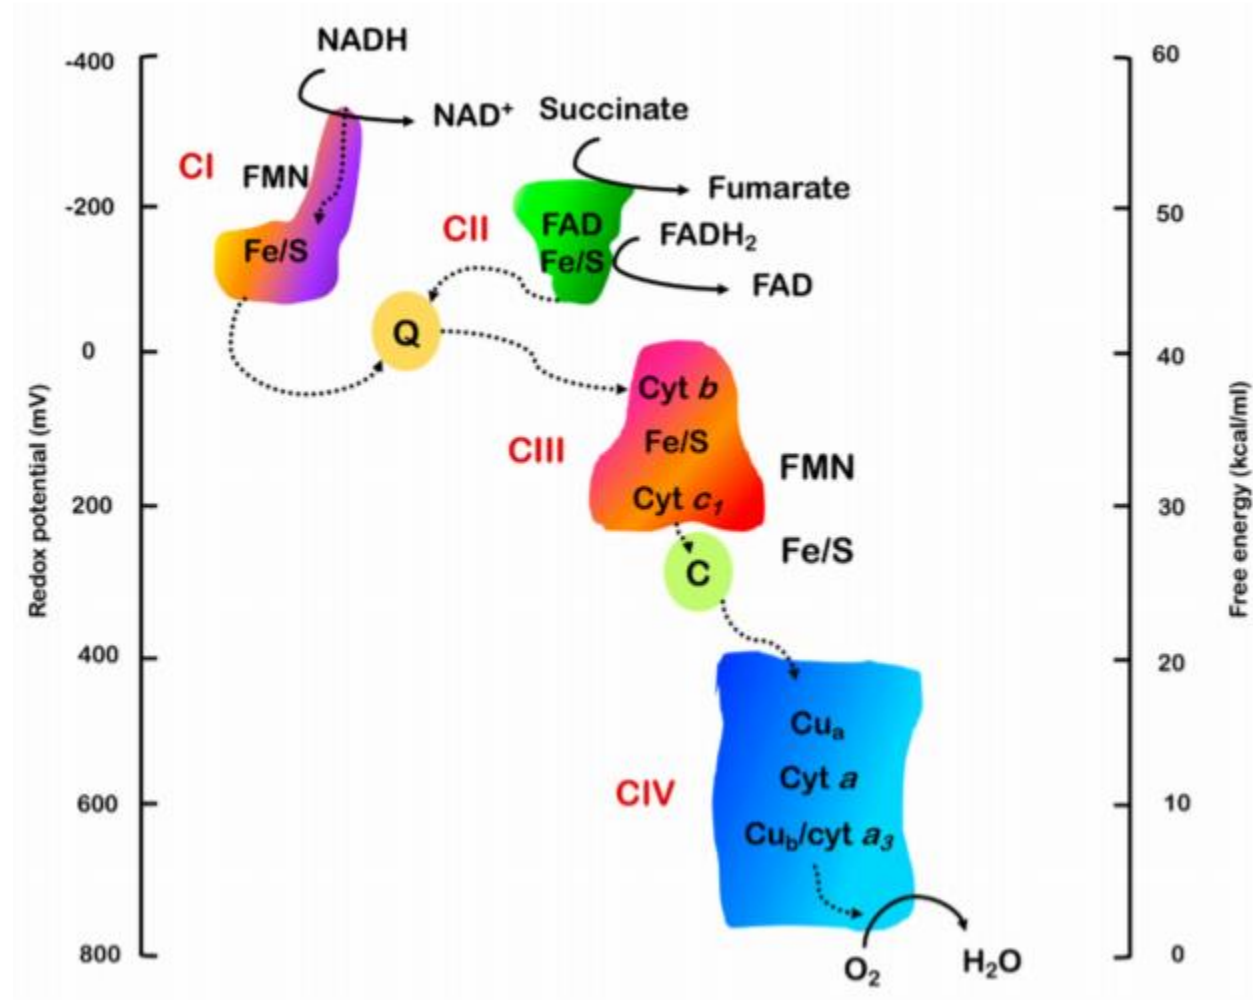 NADH
-400
60
NAD⁺
Succinate
CI
FMN
Fumarate
-200
50
CII
FAD
FADH₂
Fe/S
Fe/S
FAD
Q
0
40
Cyt b
Fe/S
CIII
FMN
Cyt c₁
200
30
Fe/S
C
Redox potential (mV)
Free energy (kcal/ml)
400
20
Cuₐ
Cyt a
CIV
600
10
Cu_b/cyt a₃
800
0
O₂
H₂O